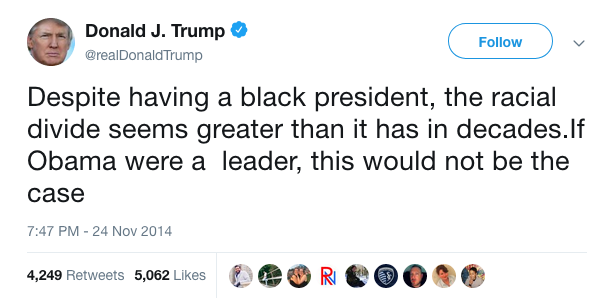 Donald J. Trump
@realDonaldTrump
Follow
Despite having a black president, the racial
divide seems greater than it has in decades.If
Obama were a  leader, this would not be the
case
7:47 PM - 24 Nov 2014
4,249 Retweets 5,062 Likes